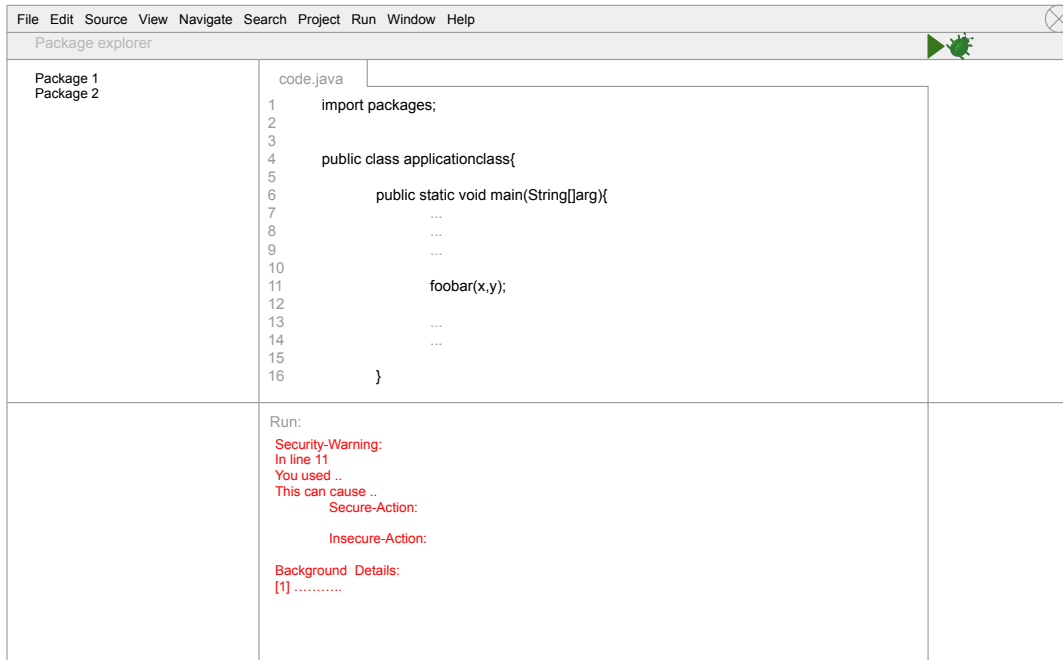 File Edit Source View Navigate Search Project Run Window Help
Package explorer
Package 1
Package 2
code.java
1 import packages;
2
3
4 public class applicationclass{
5
6 public static void main(String[]arg){
7 ...
8 ...
9 ...
10
11 foobar(x,y);
12
13 ...
14 ...
15
16 }
Run:
Security-Warning:
In line 11
You used ..
This can cause ..
Secure-Action:
Insecure-Action:
Background Details:
[1] ………..